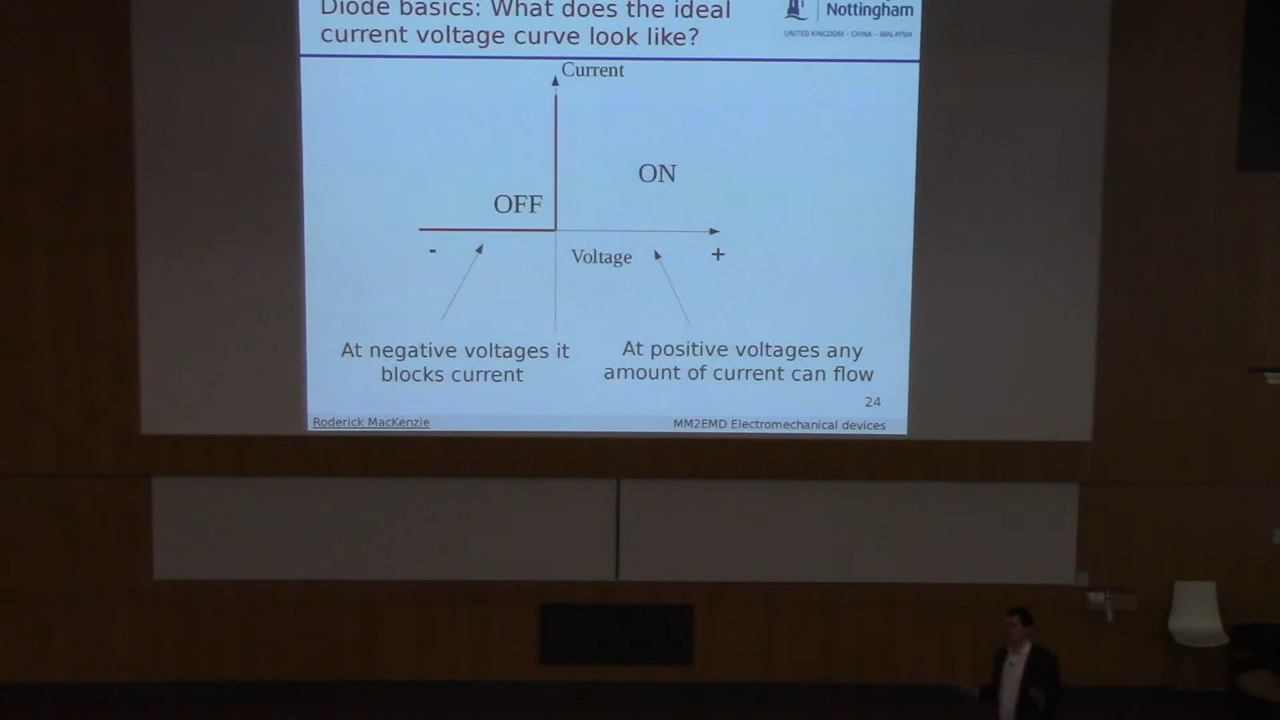 Diode basics: What does the ideal
current voltage curve look like?
Nottingham
UNITED KINGDOM · CHINA · MALAYSIA
Current
ON
OFF
-
Voltage
+
At negative voltages it
blocks current
At positive voltages any
amount of current can flow
24
Roderick MacKenzie
MM2EMD Electromechanical devices